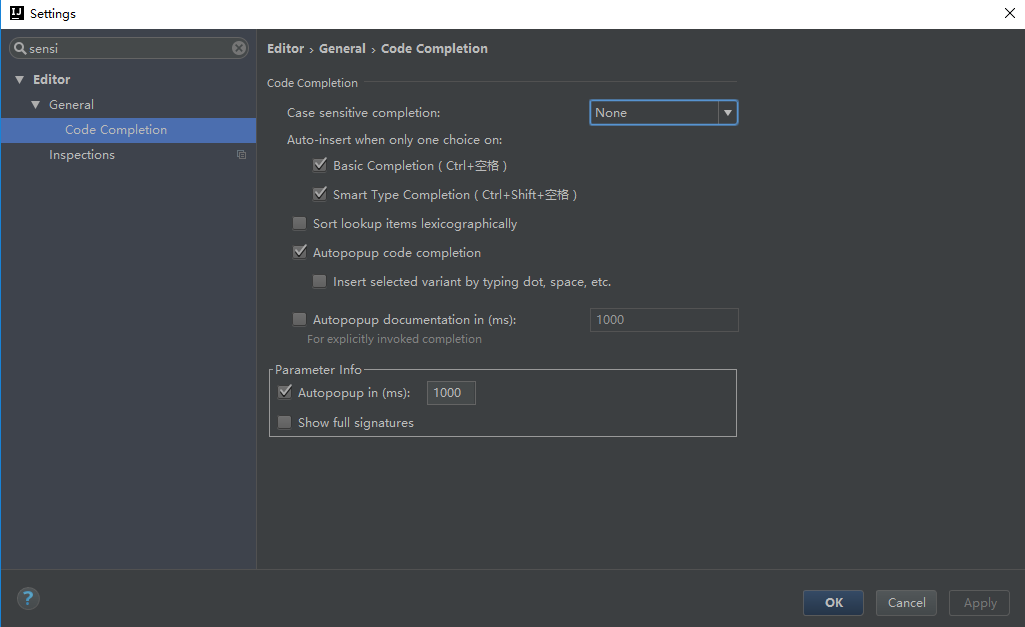 Settings
sensi
Editor
General
Code Completion
Inspections
Editor › General › Code Completion
Code Completion
Case sensitive completion: None
Auto-insert when only one choice on:
Basic Completion ( Ctrl+空格 )
Smart Type Completion ( Ctrl+Shift+空格 )
Sort lookup items lexicographically
Autopopup code completion
Insert selected variant by typing dot, space, etc.
Autopopup documentation in (ms): 1000
For explicitly invoked completion
Parameter Info
Autopopup in (ms): 1000
Show full signatures
? OK Cancel Apply